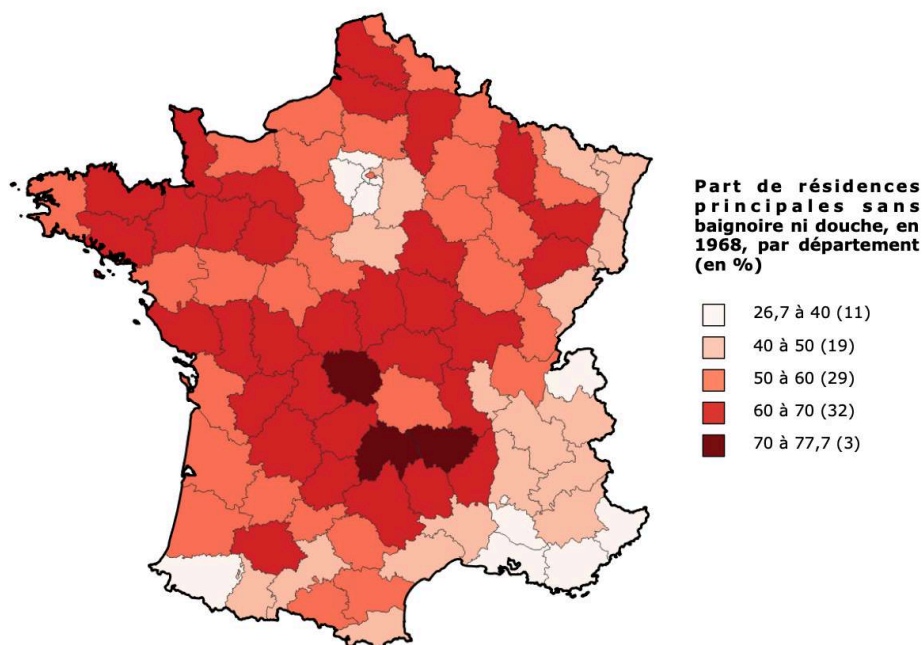 Part de résidences
principales sans
baignoire ni douche, en
1968, par département
(en %)
26,7 à 40 (11)
40 à 50 (19)
50 à 60 (29)
60 à 70 (32)
70 à 77,7 (3)